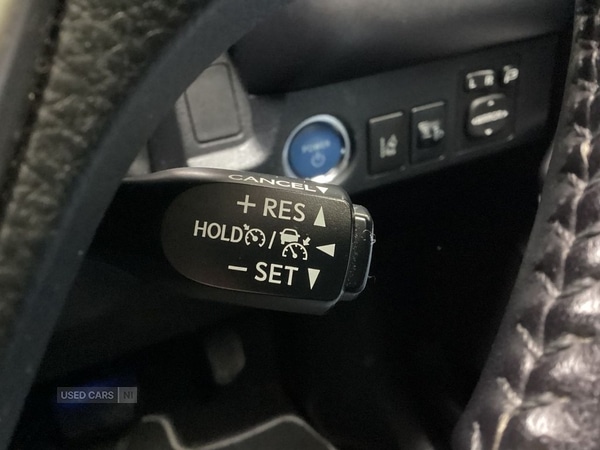 POWER
L R
CANCEL▼
+ RES ▲
HOLD / ◄
− SET ▼
USED CARS NI